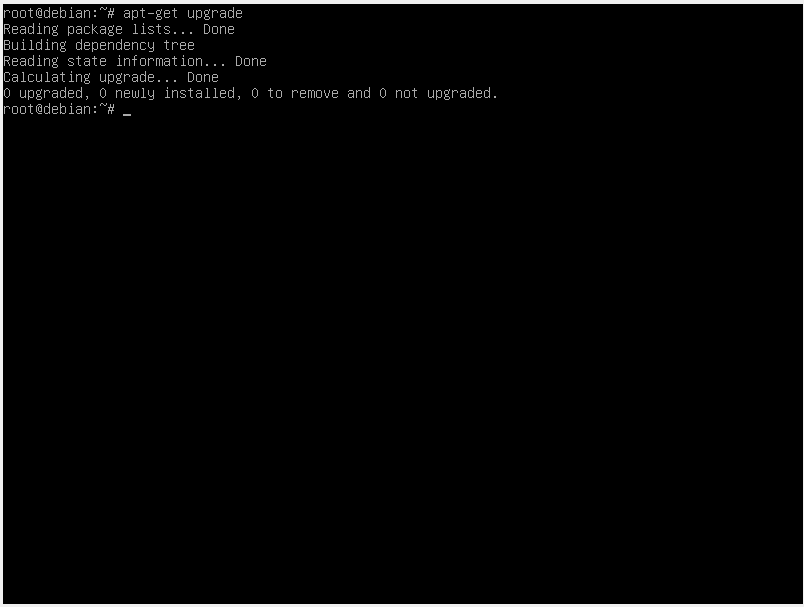 root@debian:~# apt-get upgrade
Reading package lists... Done
Building dependency tree
Reading state information... Done
Calculating upgrade... Done
0 upgraded, 0 newly installed, 0 to remove and 0 not upgraded.
root@debian:~# _